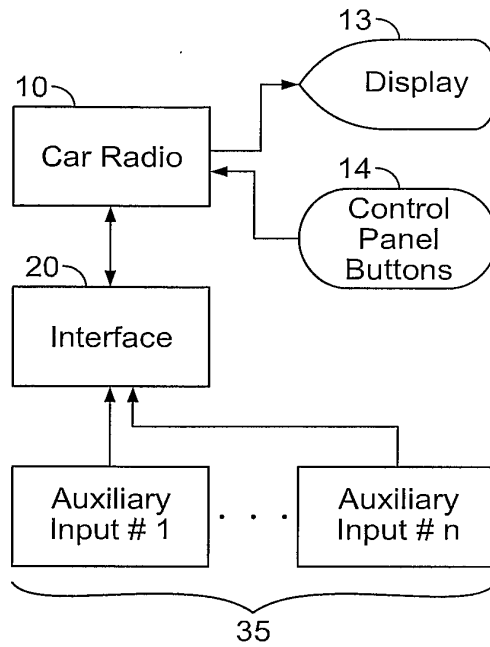 13
10
Display
Car Radio
14
Control
Panel
Buttons
20
Interface
Auxiliary
Input # 1
. . .
Auxiliary
Input # n
35